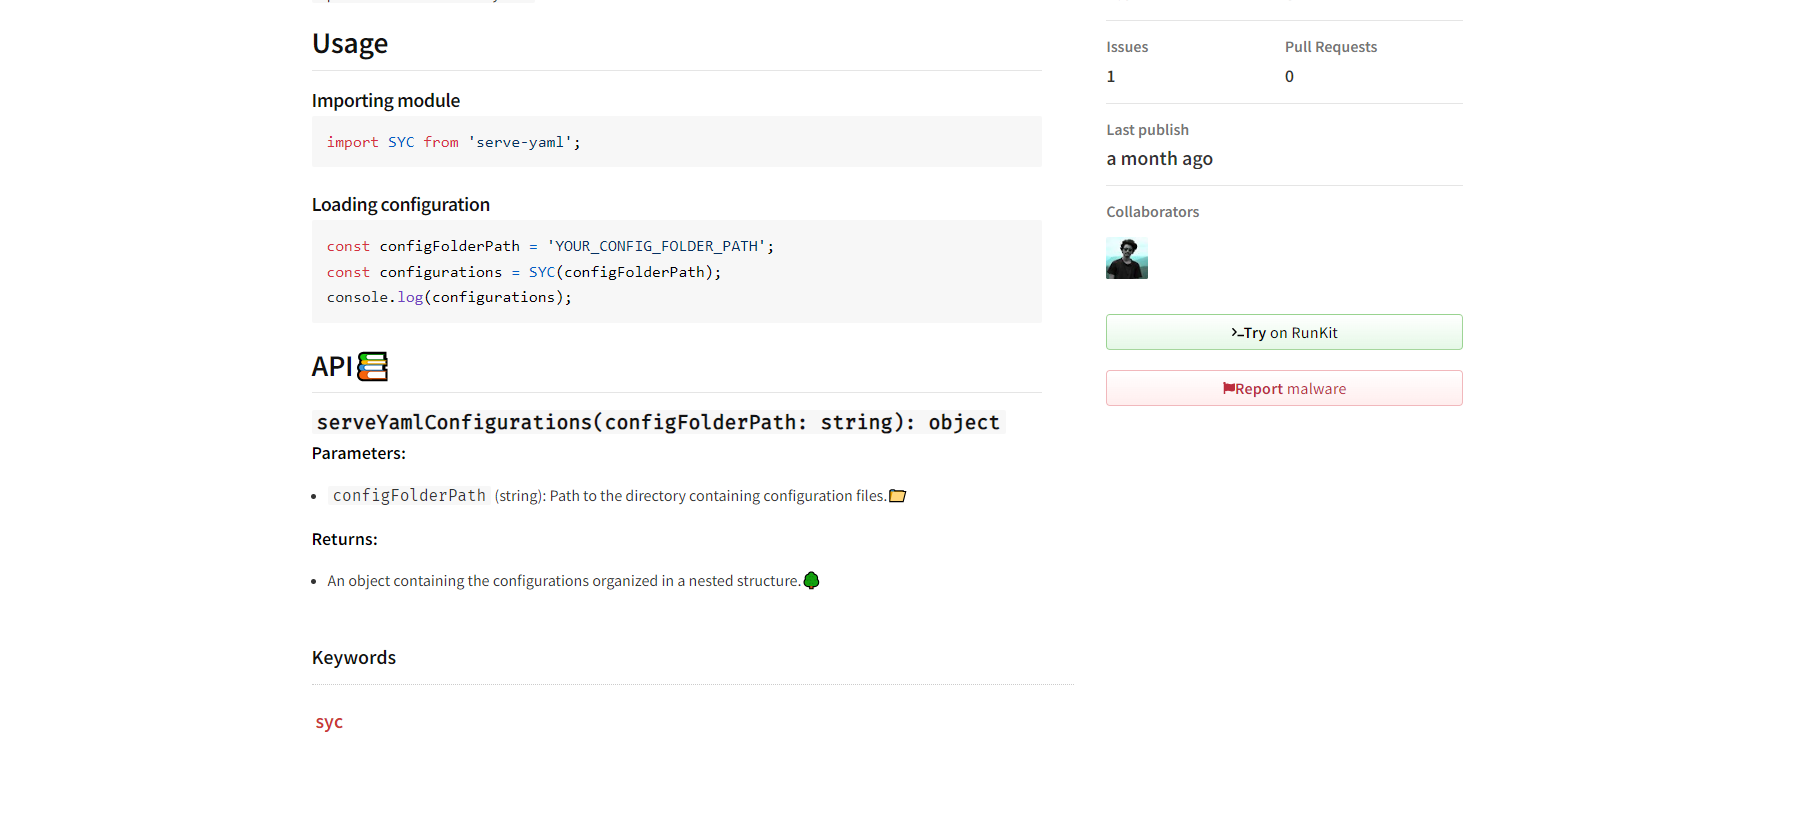 Usage
Importing module
import SYC from 'serve-yaml';
Loading configuration
const configFolderPath = 'YOUR_CONFIG_FOLDER_PATH';
const configurations = SYC(configFolderPath);
console.log(configurations);
API
serveYamlConfigurations(configFolderPath: string): object
Parameters:
configFolderPath (string): Path to the directory containing configuration files.
Returns:
An object containing the configurations organized in a nested structure.
Keywords
syc
Issues
1
Pull Requests
0
Last publish
a month ago
Collaborators
Try on RunKit
Report malware